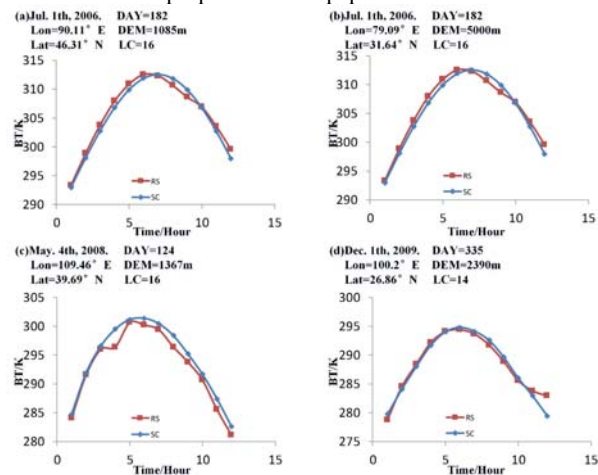 (a)Jul. 1th, 2006. DAY=182
Lon=90.11° E DEM=1085m
Lat=46.31° N LC=16
BT/K
315
310
305
300
295
290
RS
SC
0 5 10 15
Time/Hour
(b)Jul. 1th, 2006. DAY=182
Lon=79.09° E DEM=5000m
Lat=31.64° N LC=16
BT/K
315
310
305
300
295
290
RS
SC
0 5 10 15
Time/Hour
(c)May. 4th, 2008. DAY=124
Lon=109.46° E DEM=1367m
Lat=39.69° N LC=16
BT/K
305
300
295
290
285
280
RS
SC
0 5 10 15
Time/Hour
(d)Dec. 1th, 2009. DAY=335
Lon=100.2° E DEM=2390m
Lat=26.86° N LC=14
BT/K
300
295
290
285
280
275
RS
SC
0 5 10 15
Time/Hour